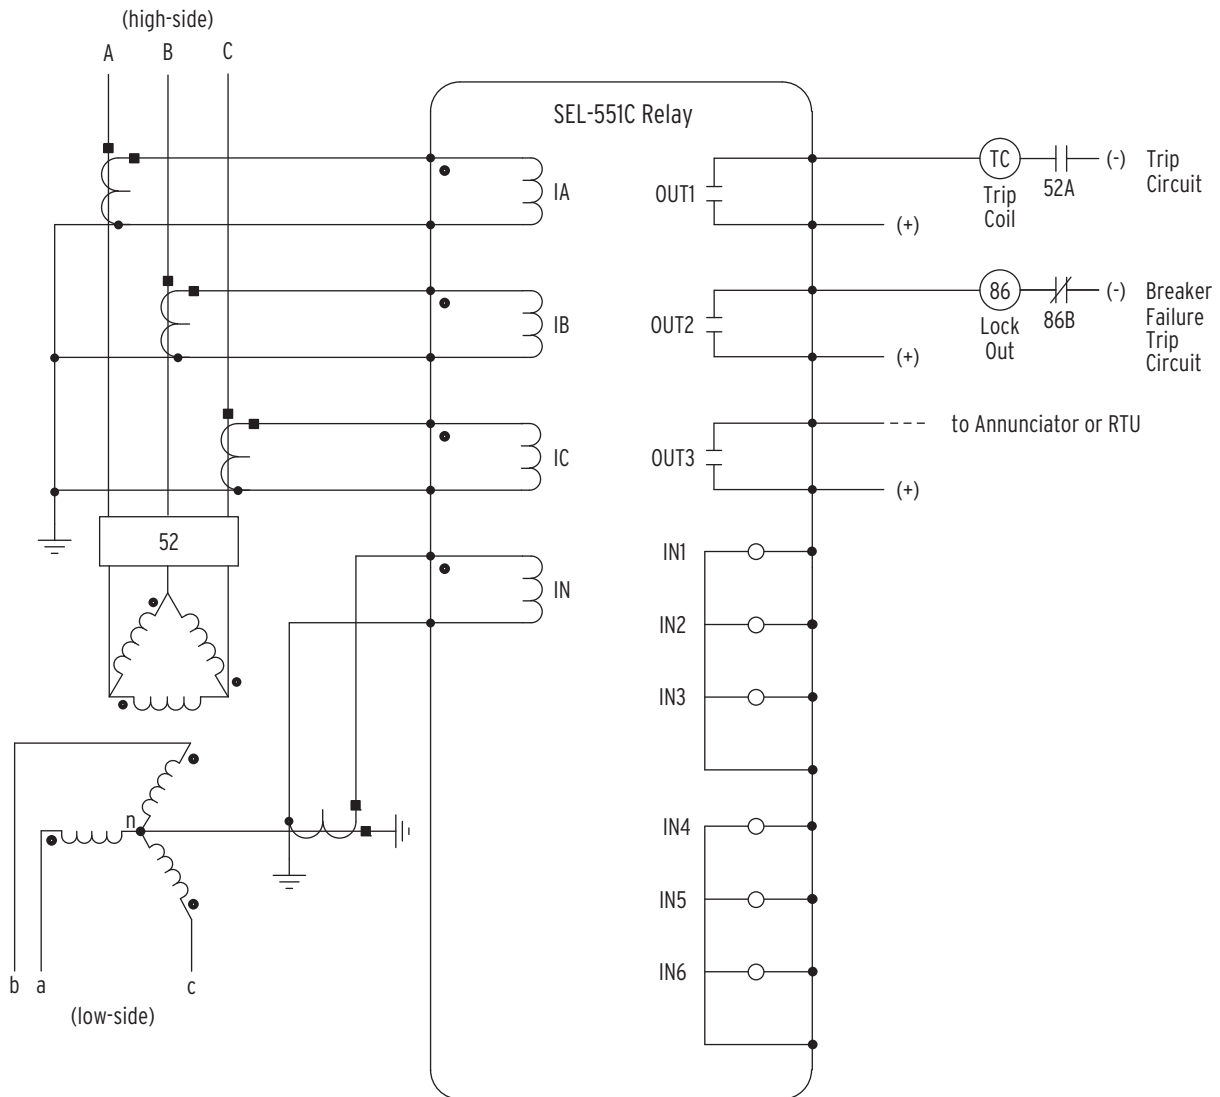 (high-side)
A B C
SEL-551C Relay
IA
OUT1
TC
Trip
Coil
52A
(-)
Trip
Circuit
(+)
IB
OUT2
86
Lock
Out
86B
(-)
Breaker
Failure
Trip
Circuit
(+)
IC
OUT3
to Annunciator or RTU
(+)
52
IN
IN1
IN2
IN3
n
IN4
IN5
IN6
b a c
(low-side)